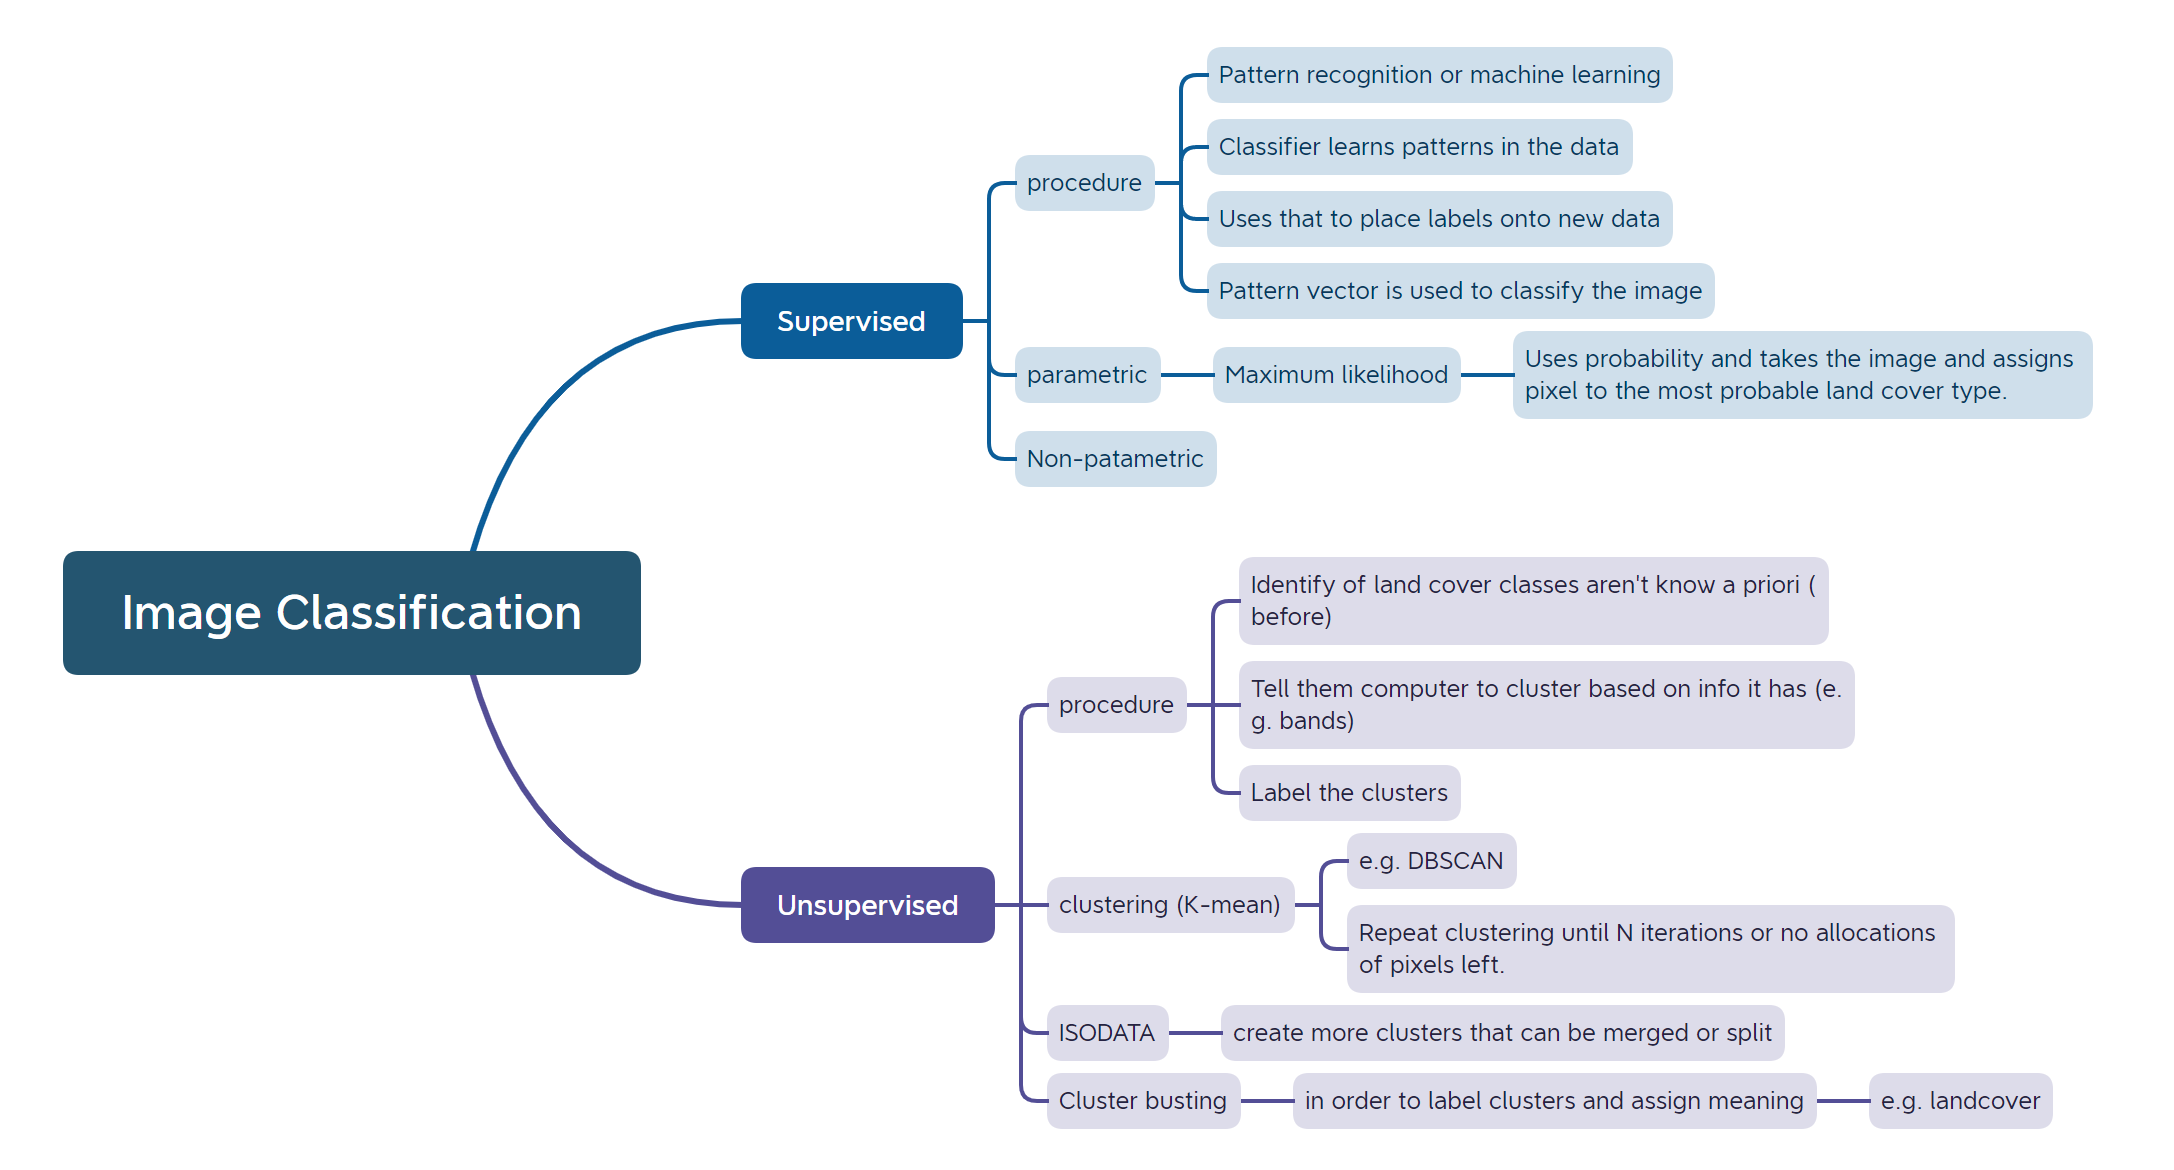 Image Classification
Supervised
procedure
Pattern recognition or machine learning
Classifier learns patterns in the data
Uses that to place labels onto new data
Pattern vector is used to classify the image
parametric
Maximum likelihood
Uses probability and takes the image and assigns
pixel to the most probable land cover type.
Non-patametric
Unsupervised
procedure
Identify of land cover classes aren't know a priori (
before)
Tell them computer to cluster based on info it has (e.
g. bands)
Label the clusters
clustering (K-mean)
e.g. DBSCAN
Repeat clustering until N iterations or no allocations
of pixels left.
ISODATA
create more clusters that can be merged or split
Cluster busting
in order to label clusters and assign meaning
e.g. landcover